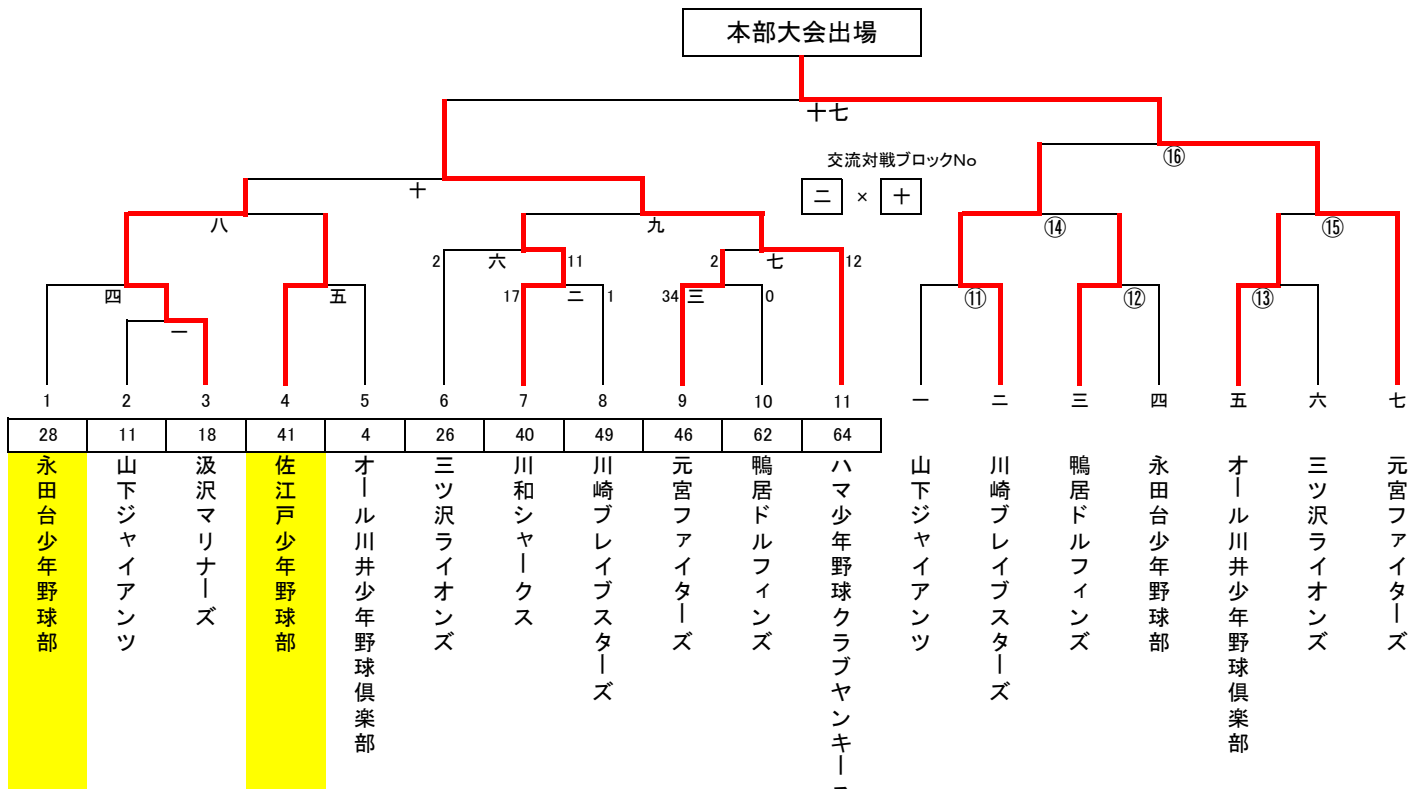 本部大会出場
十七
交流対戦ブロックNo
⑯
十
二 × 十
八
九
⑭
⑮
2
六
11
2
七
12
四
五
17
二
1
34
三
0
⑪
⑫
⑬
一
1 2 3 4 5 6 7 8 9 10 11 一 二 三 四 五 六 七
28 11 18 41 4 26 40 49 46 62 64
永田台少年野球部
山下ジャイアンツ
汲沢マリナーズ
佐江戸少年野球部
オール川井少年野球倶楽部
三ツ沢ライオンズ
川和シャークス
川崎ブレイブスターズ
元宮ファイターズ
鴨居ドルフィンズ
ハマ少年野球クラブヤンキー
山下ジャイアンツ
川崎ブレイブスターズ
鴨居ドルフィンズ
永田台少年野球部
オール川井少年野球倶楽部
三ツ沢ライオンズ
元宮ファイターズ